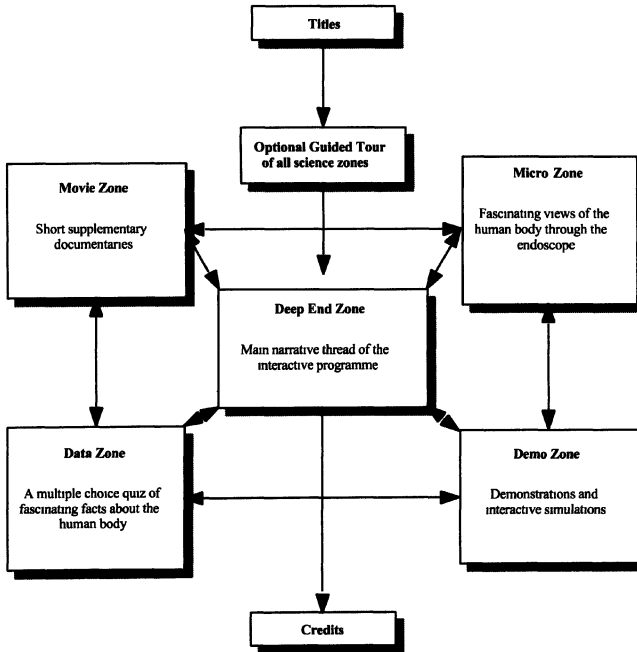 Titles
Optional Guided Tour
of all science zones
Movie Zone
Short supplementary
documentaries
Micro Zone
Fascinating views of the
human body through the
endoscope
Deep End Zone
Main narrative thread of the
interactive programme
Data Zone
A multiple choice quiz of
fascinating facts about the
human body
Demo Zone
Demonstrations and
interactive simulations
Credits